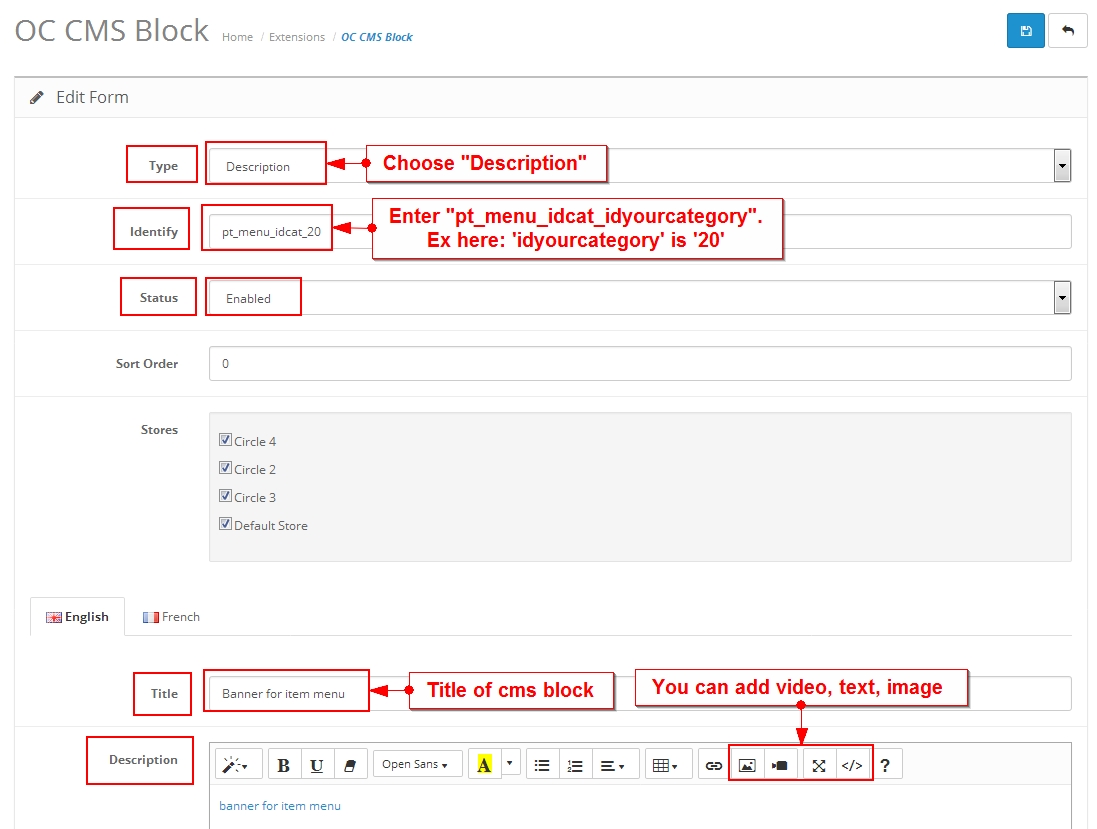 OC CMS Block Home / Extensions / OC CMS Block
Edit Form
Type Description Choose "Description"
Identify pt_menu_idcat_20 Enter "pt_menu_idcat_idyourcategory".
Ex here: 'idyourcategory' is '20'
Status Enabled
Sort Order 0
Stores
Circle 4
Circle 2
Circle 3
Default Store
English French
Title Banner for item menu Title of cms block You can add video, text, image
Description
B U Open Sans A </> ?
banner for item menu